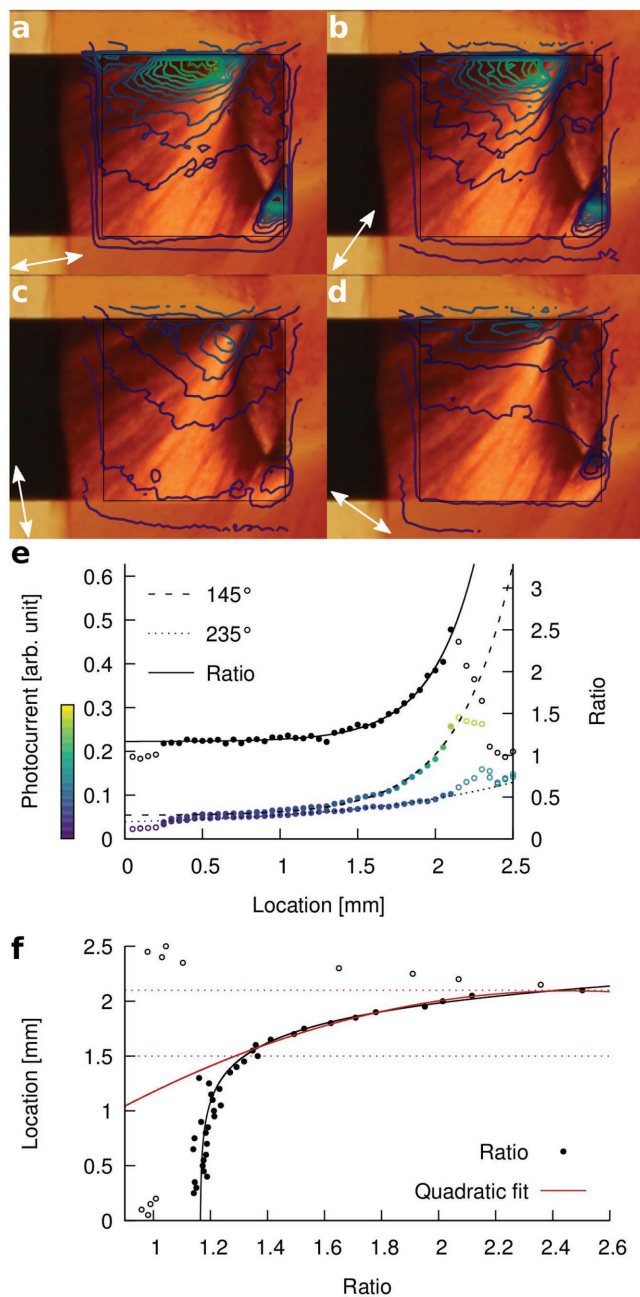 a
b
c
d
e
0.6
0.5
0.4
0.3
0.2
0.1
0
Photocurrent [arb. unit]
145°
235°
Ratio
3
2.5
2
1.5
1
0.5
0
Ratio
0
0.5
1
1.5
2
2.5
Location [mm]
f
2.5
2
1.5
1
0.5
0
Location [mm]
Ratio
Quadratic fit
1
1.2
1.4
1.6
1.8
2
2.2
2.4
2.6
Ratio